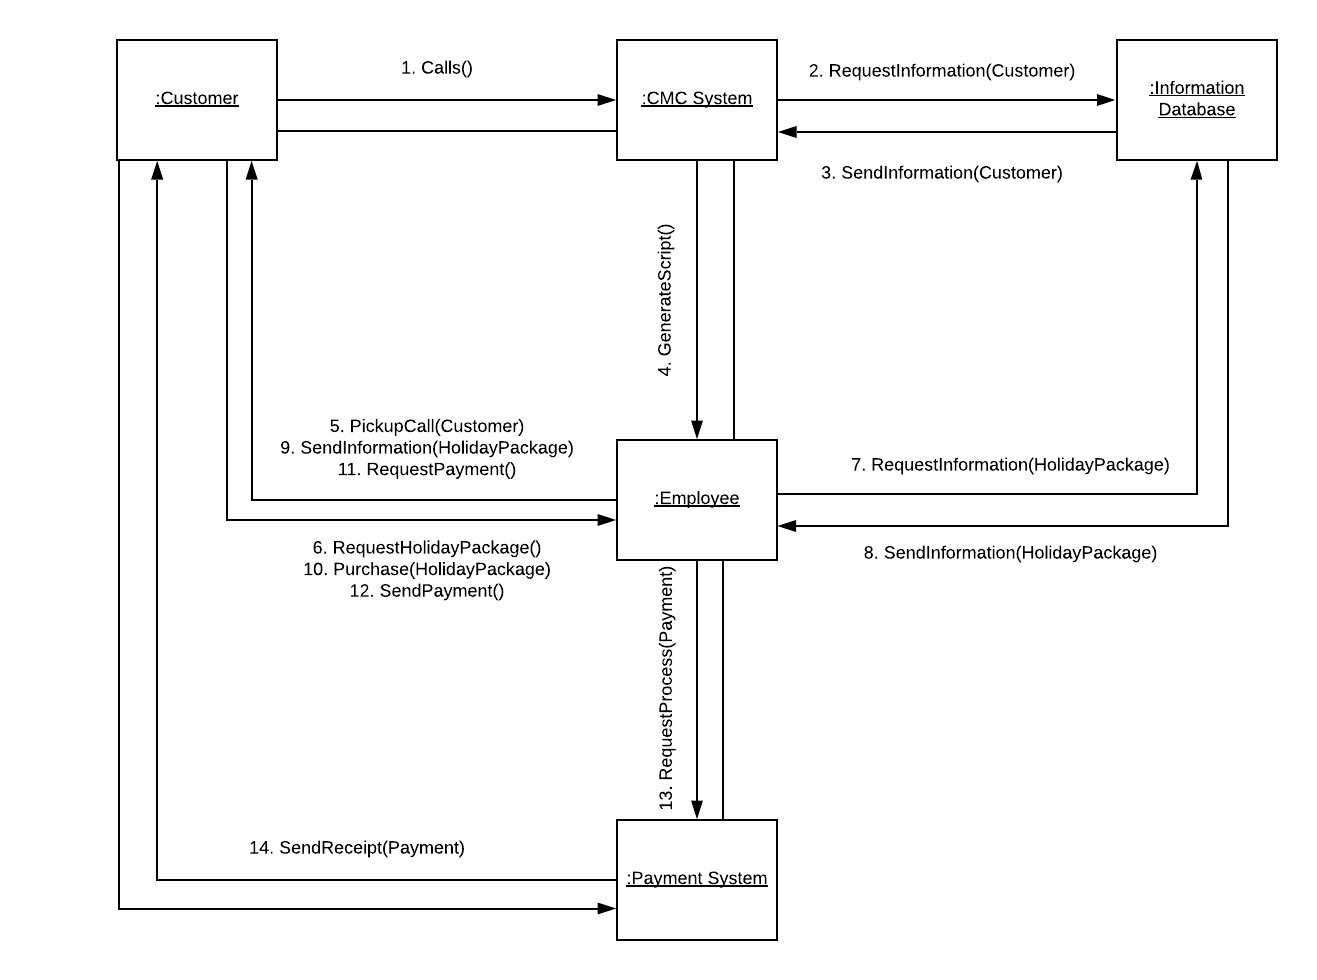 1. Calls()
2. RequestInformation(Customer)
:Customer
:CMC System
:Information
Database
3. SendInformation(Customer)
4. GenerateScript()
5. PickupCall(Customer)
9. SendInformation(HolidayPackage)
11. RequestPayment()
7. RequestInformation(HolidayPackage)
:Employee
6. RequestHolidayPackage()
10. Purchase(HolidayPackage)
12. SendPayment()
8. SendInformation(HolidayPackage)
13. RequestProcess(Payment)
14. SendReceipt(Payment)
:Payment System